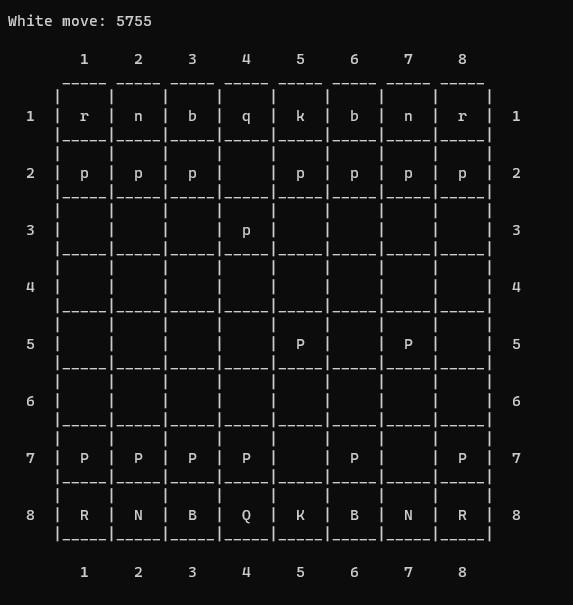 White move: 5755
1 2 3 4 5 6 7 8
1 r n b q k b n r 1
2 p p p p p p p 2
3 p 3
4 4
5 P P 5
6 6
7 P P P P P P 7
8 R N B Q K B N R 8
1 2 3 4 5 6 7 8